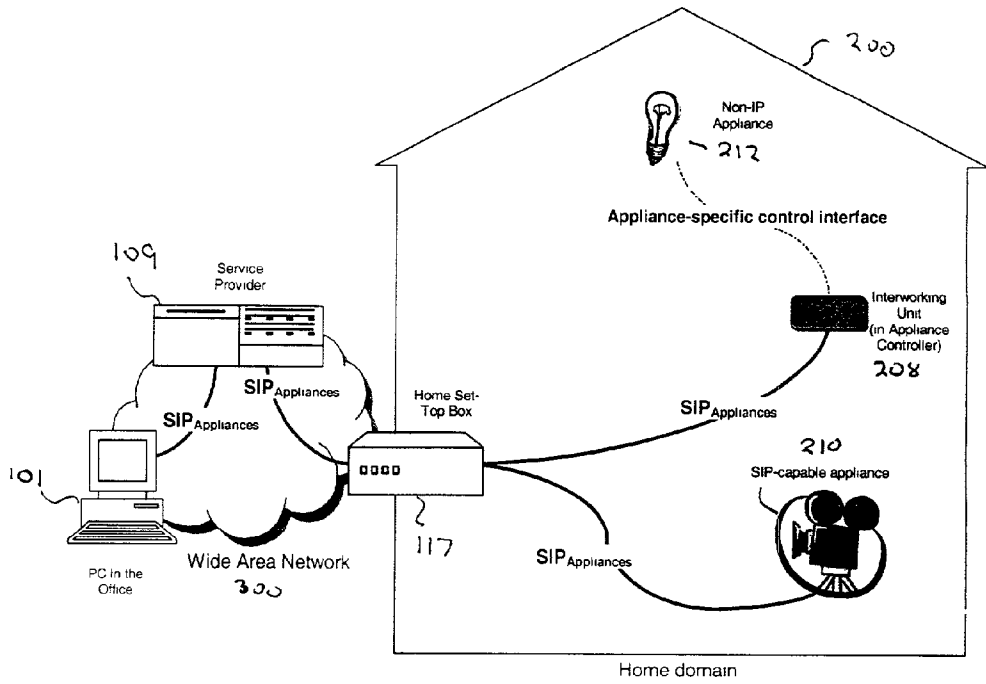 200
Non-IP
Appliance
212
Appliance-specific control interface
109
Service
Provider
Interworking
Unit
(in Appliance
Controller)
208
SIPAppliances
SIPAppliances
Home Set-
Top Box
SIPAppliances
210
SIP-capable appliance
101
117
SIPAppliances
Wide Area Network
300
PC in the
Office
Home domain